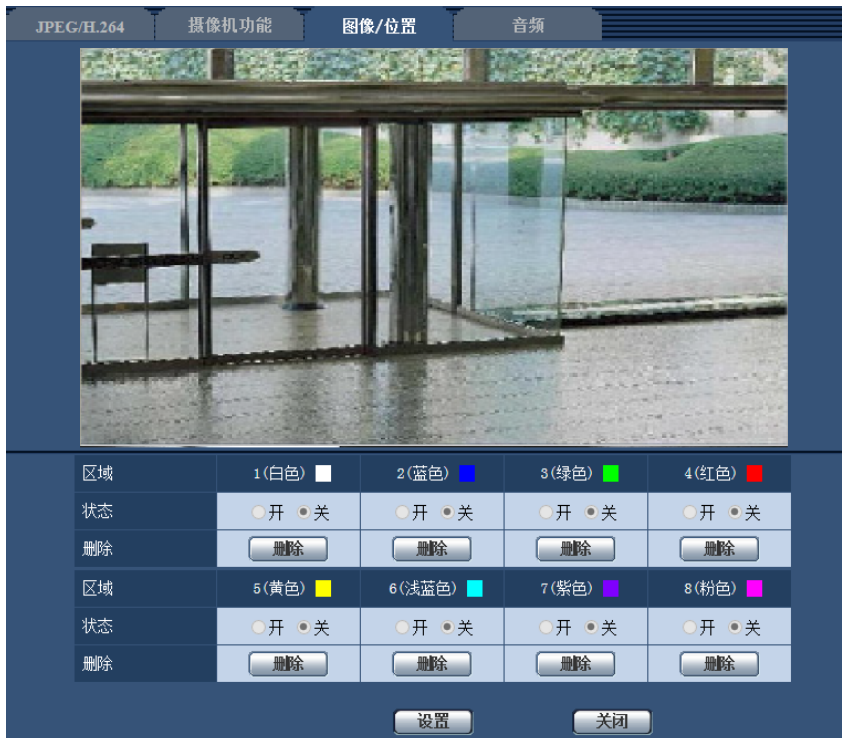 JPEG/H.264 摄像机功能 图像/位置 音频
区域 1(白色) 2(蓝色) 3(绿色) 4(红色)
状态 开 关 开 关 开 关 开 关
删除 删除 删除 删除 删除
区域 5(黄色) 6(浅蓝色) 7(紫色) 8(粉色)
状态 开 关 开 关 开 关 开 关
删除 删除 删除 删除 删除
设置 关闭